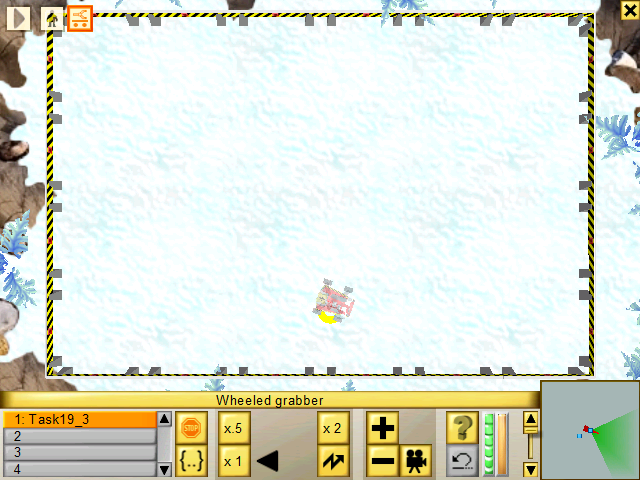 Wheeled grabber
1: Task19_3
2
3
4
STOP
{..}
x.5
x 1
x 2
?